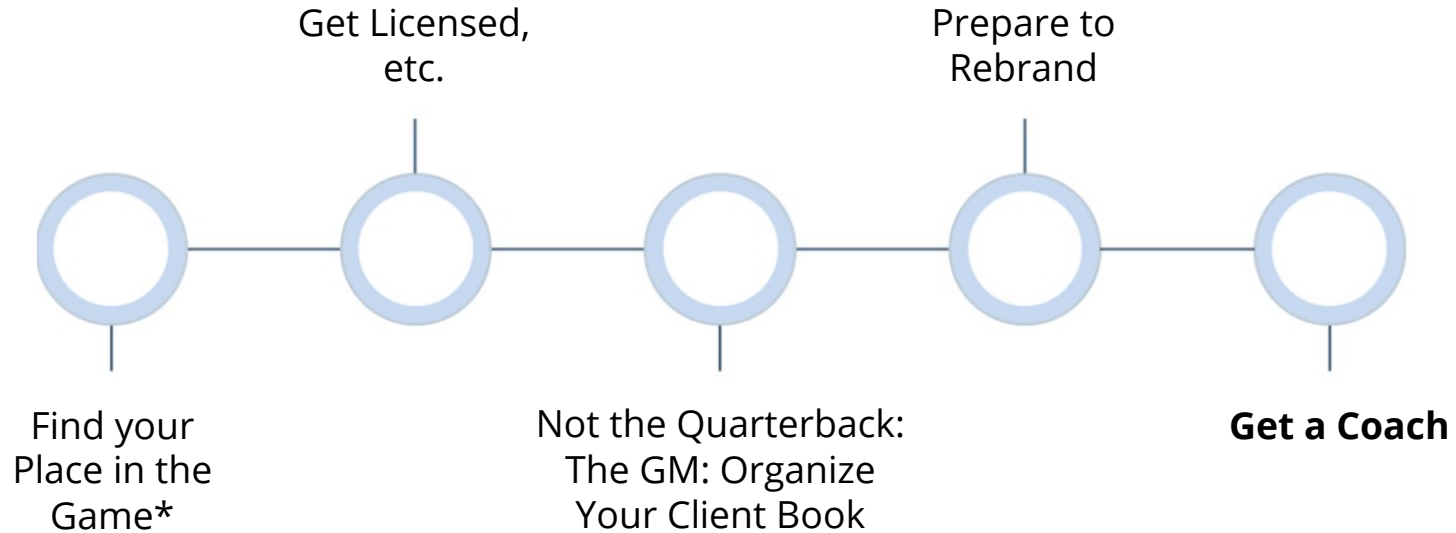 Get Licensed,
etc.
Prepare to
Rebrand
Find your
Place in the
Game*
Not the Quarterback:
The GM: Organize
Your Client Book
Get a Coach